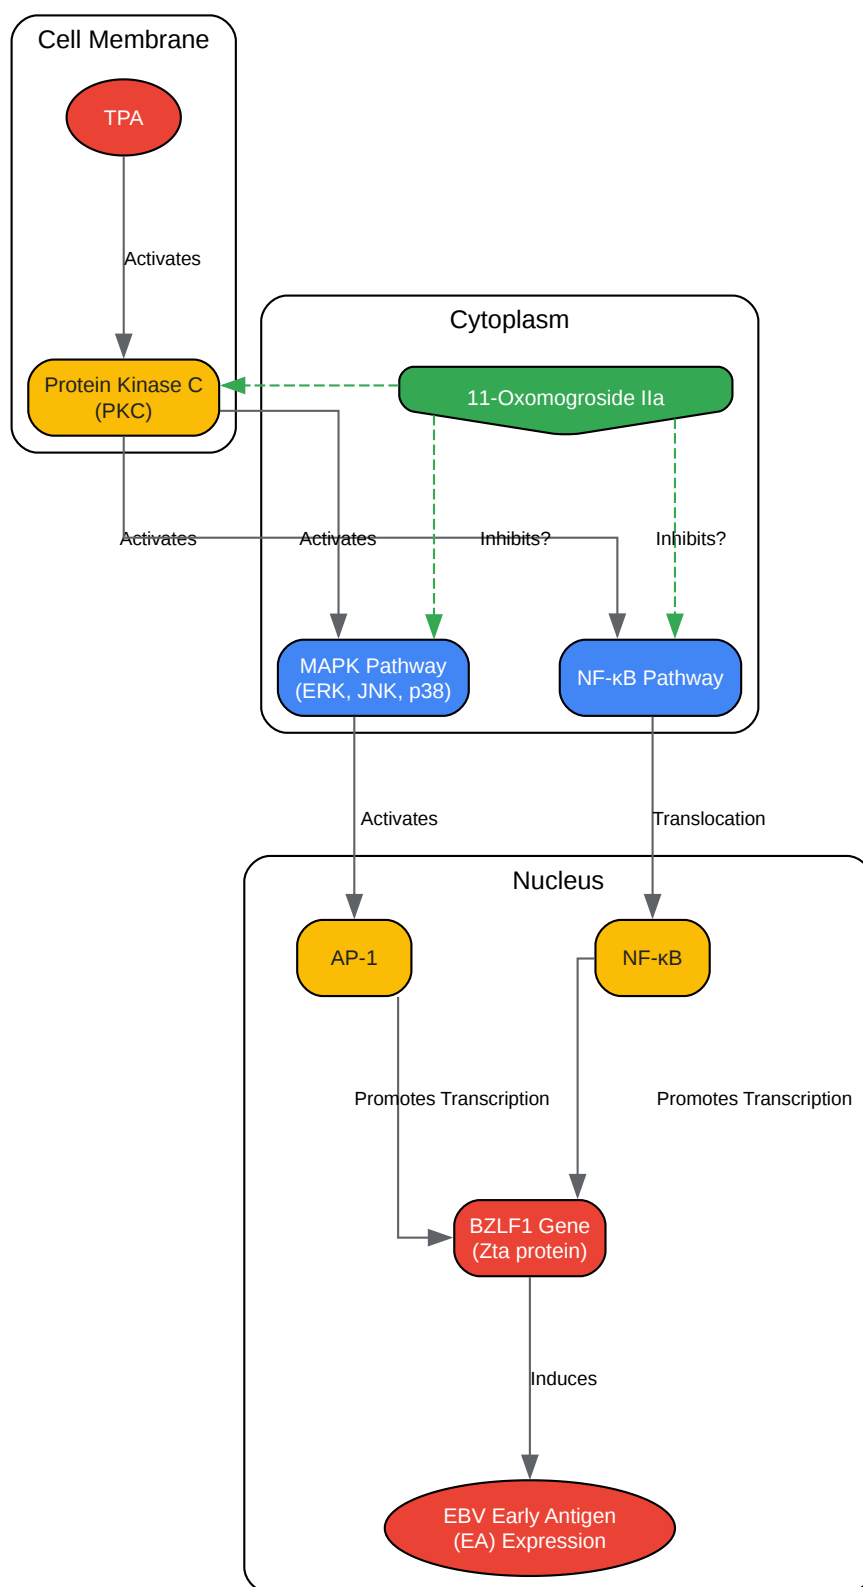 Cell Membrane
TPA
Activates
Protein Kinase C
(PKC)
Cytoplasm
11-Oxomogroside IIa
Activates
Activates
Inhibits?
Inhibits?
MAPK Pathway
(ERK, JNK, p38)
NF-κB Pathway
Activates
Translocation
Nucleus
AP-1
NF-κB
Promotes Transcription
Promotes Transcription
BZLF1 Gene
(Zta protein)
Induces
EBV Early Antigen
(EA) Expression